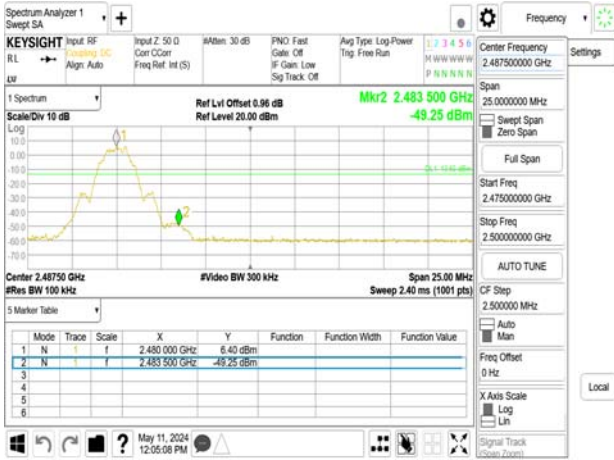 Spectrum Analyzer 1
Swept SA
+
Frequency
KEYSIGHT
RL
Input: RF
Coupling: DC
Align: Auto
Input Z: 50 Ω
Corr CCorr
Freq Ref: Int (S)
#Atten: 30 dB
PNO: Fast
Gate: Off
IF Gain: Low
Sig Track: Off
Avg Type: Log-Power
Trig: Free Run
1 2 3 4 5 6
M W W W W W
P N N N N N
1 Spectrum
Scale/Div 10 dB
Ref Lvl Offset 0.96 dB
Ref Level 20.00 dBm
Mkr2 2.483 500 GHz
-49.25 dBm
Log
10.0
0.00
-10.0
-20.0
-30.0
-40.0
-50.0
-60.0
-70.0
1
2
Center 2.48750 GHz
#Res BW 100 kHz
#Video BW 300 kHz
Span 25.00 MHz
Sweep 2.40 ms (1001 pts)
5 Marker Table
Mode Trace Scale X Y Function Function Width Function Value
1 N 1 f 2.480 000 GHz 6.40 dBm
2 N 1 f 2.483 500 GHz -49.25 dBm
3
4
5
6
May 11, 2024
12:05:08 PM
Center Frequency
2.487500000 GHz
Span
25.0000000 MHz
Swept Span
Zero Span
Full Span
Start Freq
2.475000000 GHz
Stop Freq
2.500000000 GHz
AUTO TUNE
CF Step
2.500000 MHz
Auto
Man
Freq Offset
0 Hz
X Axis Scale
Log
Lin
Signal Track
(Span Zoom)
Settings
Local